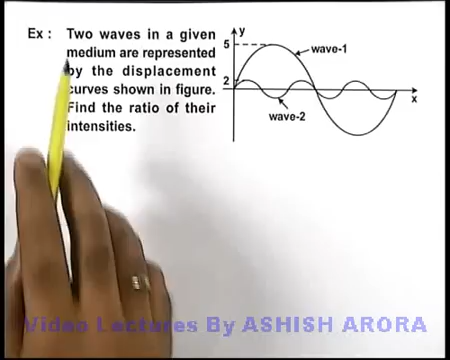 Ex : Two waves in a given
medium are represented
by the displacement
curves shown in figure.
Find the ratio of their
intensities.
y
5
wave-1
2
x
wave-2
Video Lectures By ASHISH ARORA